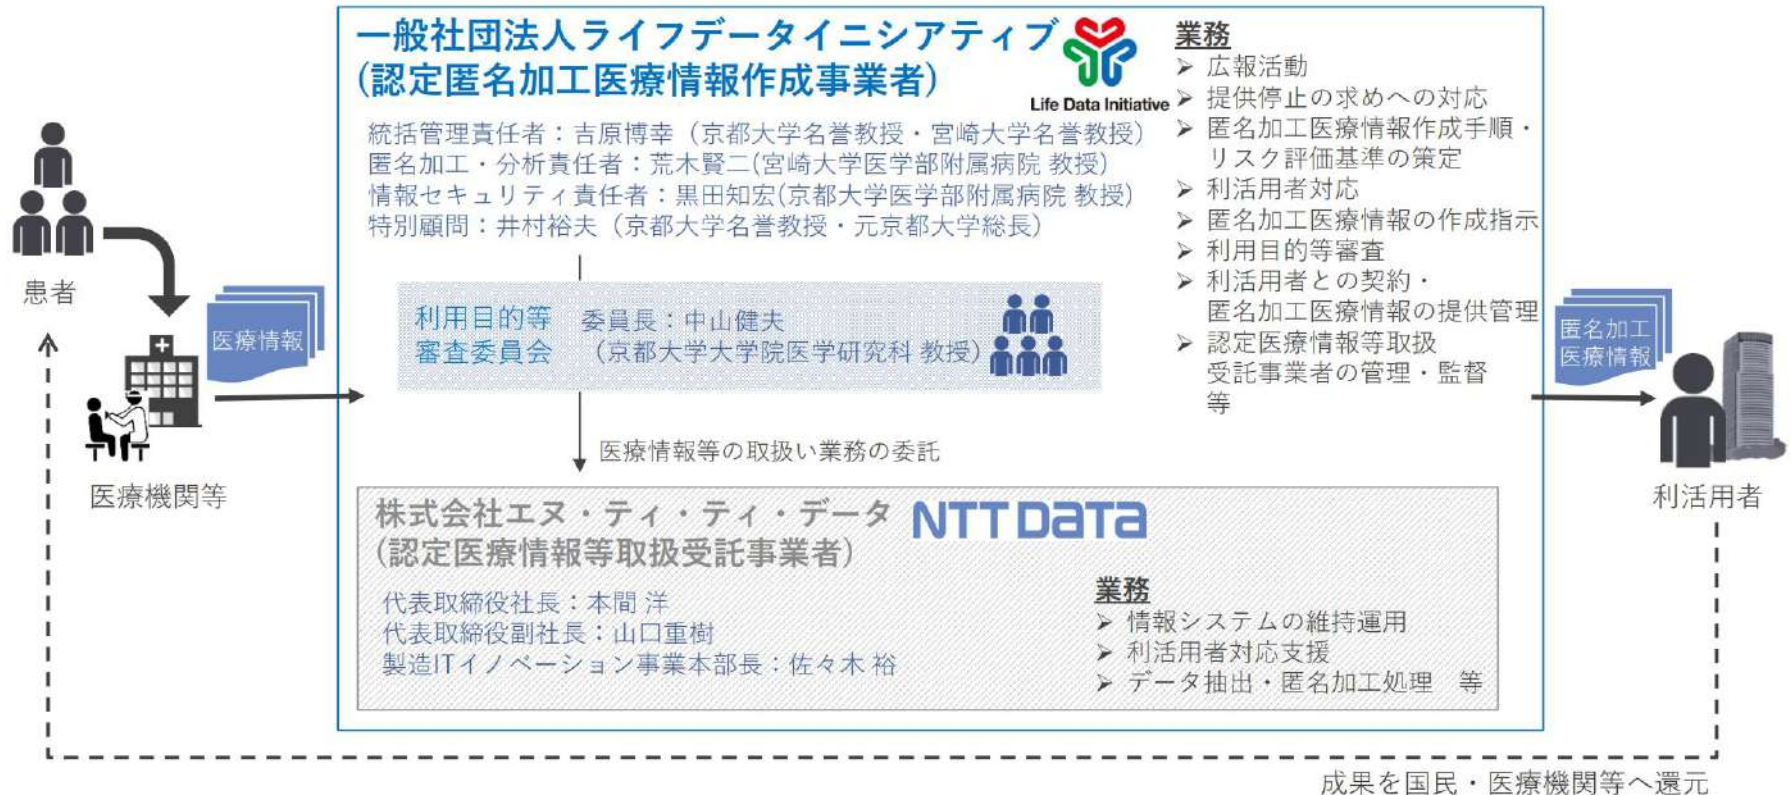 一般社団法人ライフデータイニシアティブ
(認定匿名加工医療情報作成事業者)
Life Data Initiative
統括管理責任者：吉原博幸（京都大学名誉教授・宮崎大学名誉教授）
匿名加工・分析責任者：荒木賢二(宮崎大学医学部附属病院 教授)
情報セキュリティ責任者：黒田知宏(京都大学医学部附属病院 教授)
特別顧問：井村裕夫（京都大学名誉教授・元京都大学総長）
業務
➢ 広報活動
➢ 提供停止の求めへの対応
➢ 匿名加工医療情報作成手順・
リスク評価基準の策定
➢ 利活用者対応
➢ 匿名加工医療情報の作成指示
➢ 利用目的等審査
➢ 利活用者との契約・
匿名加工医療情報の提供管理
➢ 認定医療情報等取扱
受託事業者の管理・監督
等
患者
医療情報
医療機関等
利用目的等
審査委員会
委員長：中山健夫
（京都大学大学院医学研究科 教授）
医療情報等の取扱い業務の委託
匿名加工
医療情報
利活用者
株式会社エヌ・ティ・ティ・データ
NTT DATA
(認定医療情報等取扱受託事業者)
代表取締役社長：本間 洋
代表取締役副社長：山口重樹
製造ITイノベーション事業本部長：佐々木 裕
業務
➢ 情報システムの維持運用
➢ 利活用者対応支援
➢ データ抽出・匿名加工処理　等
成果を国民・医療機関等へ還元